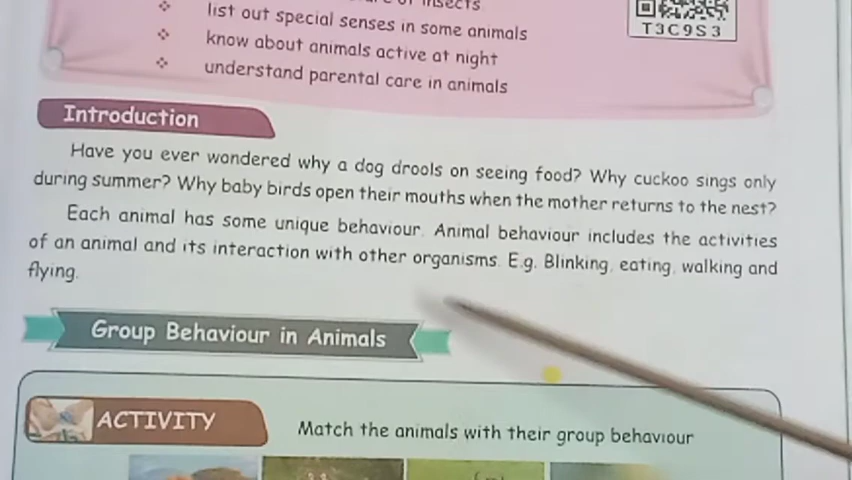 insects
list out special senses in some animals
T3C9S3
know about animals active at night
understand parental care in animals
Introduction
Have you ever wondered why a dog drools on seeing food? Why cuckoo sings only
during summer? Why baby birds open their mouths when the mother returns to the nest?
Each animal has some unique behaviour. Animal behaviour includes the activities
of an animal and its interaction with other organisms. E.g. Blinking, eating, walking and
flying.
Group Behaviour in Animals
ACTIVITY
Match the animals with their group behaviour